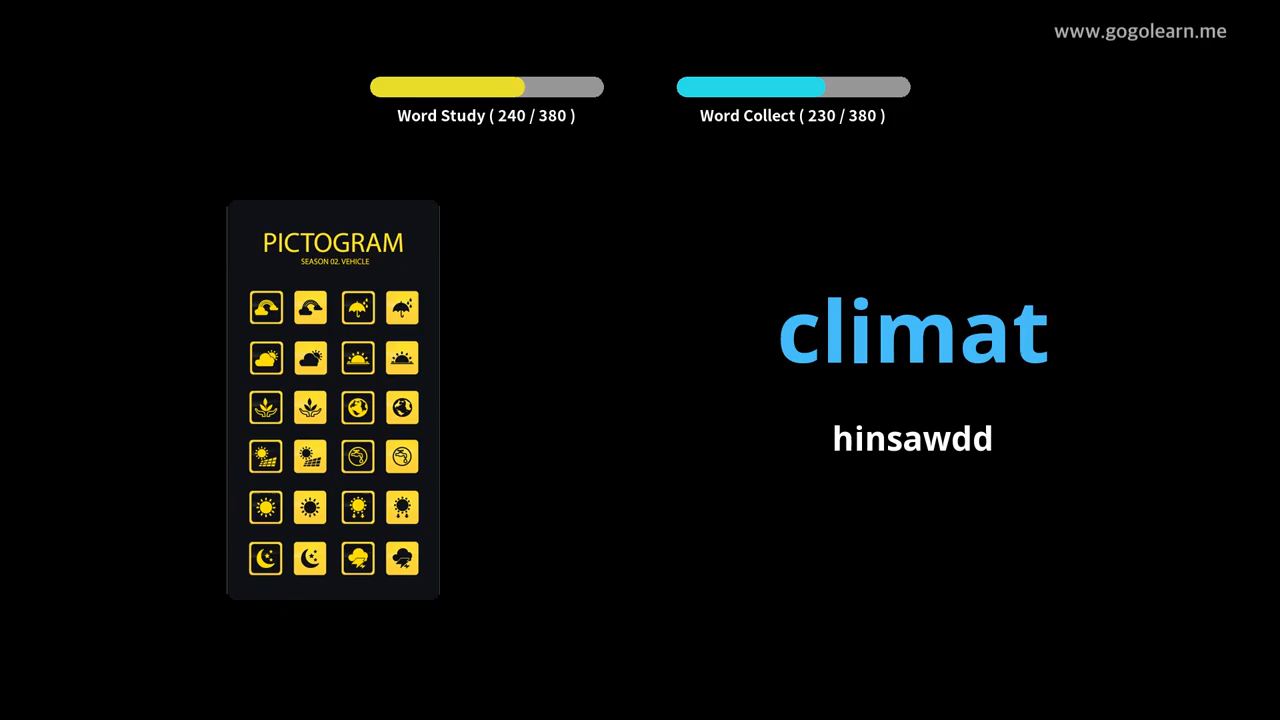 www.gogolearn.me
Word Study ( 240 / 380 )
Word Collect ( 230 / 380 )
PICTOGRAM
SEASON 02. VEHICLE
climat
hinsawdd